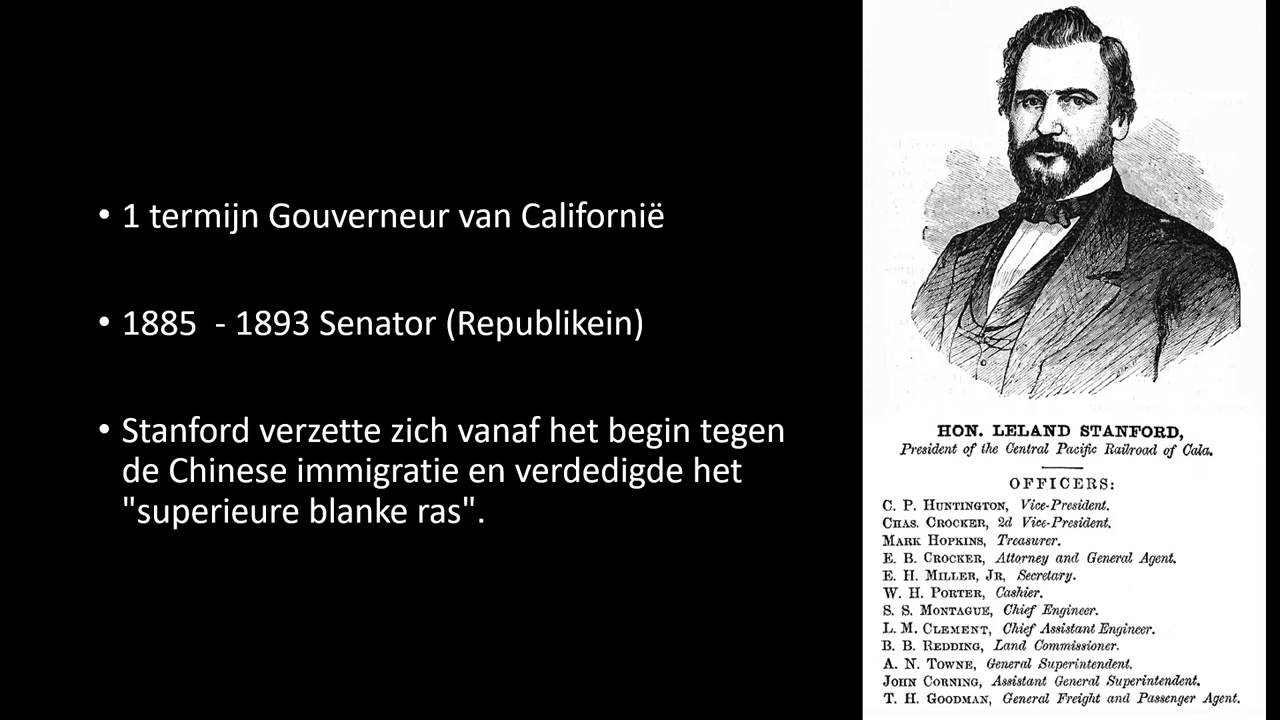 • 1 termijn Gouverneur van Californië
• 1885 - 1893 Senator (Republikein)
• Stanford verzette zich vanaf het begin tegen
de Chinese immigratie en verdedigde het
"superieure blanke ras".
HON. LELAND STANFORD,
President of the Central Pacific Railroad of Cala.
OFFICERS:
C. P. HUNTINGTON, Vice-President.
CHAS. CROCKER, 2d Vice-President.
MARK HOPKINS, Treasurer.
E. B. CROCKER, Attorney and General Agent.
E. H. MILLER, JR, Secretary.
W. H. PORTER, Cashier.
S. S. MONTAGUE, Chief Engineer.
L. M. CLEMENT, Chief Assistant Engineer.
B. B. REDDING, Land Commissioner.
A. N. TOWNE, General Superintendent.
JOHN CORNING, Assistant General Superintendent.
T. H. GOODMAN, General Freight and Passenger Agent.